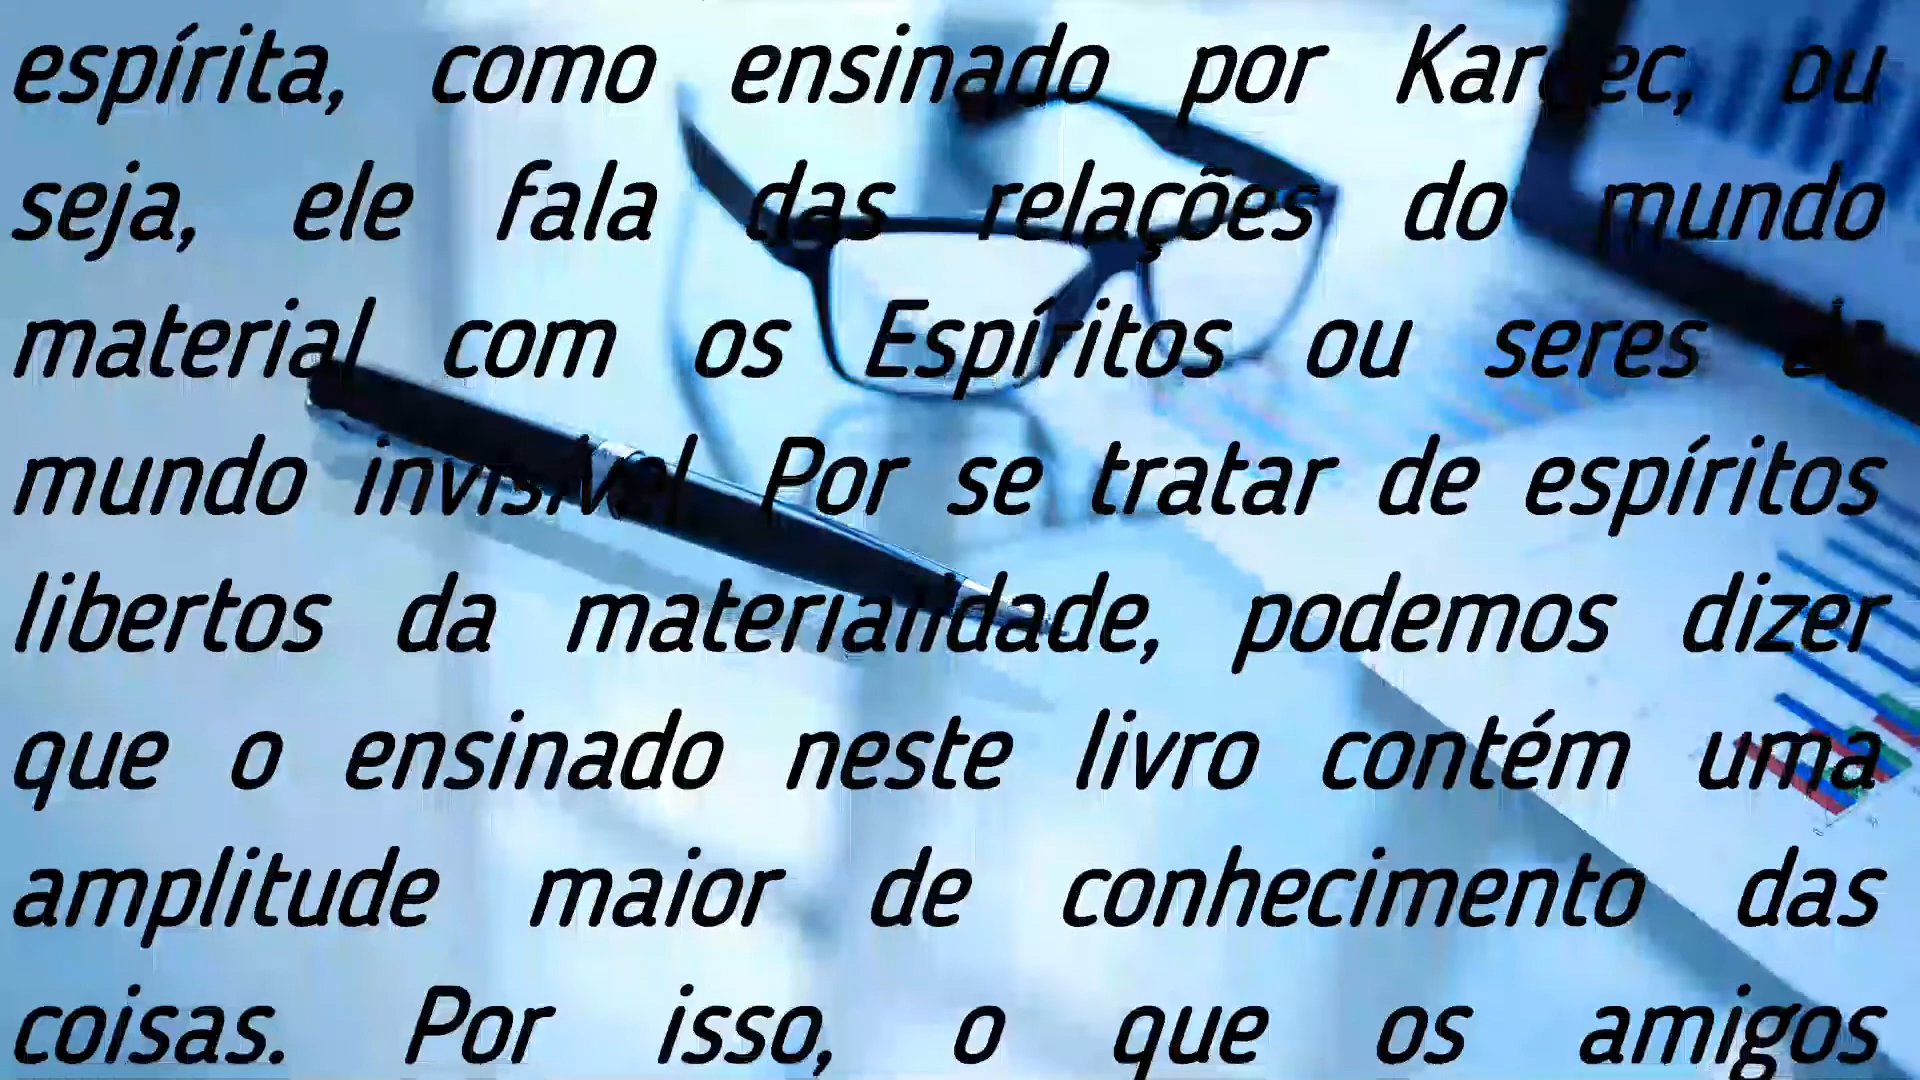 espírita, como ensinado por Kardec, ou
seja, ele fala das relações do mundo
material com os Espíritos ou seres do
mundo invisível. Por se tratar de espíritos
libertos da materialidade, podemos dizer
que o ensinado neste livro contém uma
amplitude maior de conhecimento das
coisas. Por isso, o que os amigos